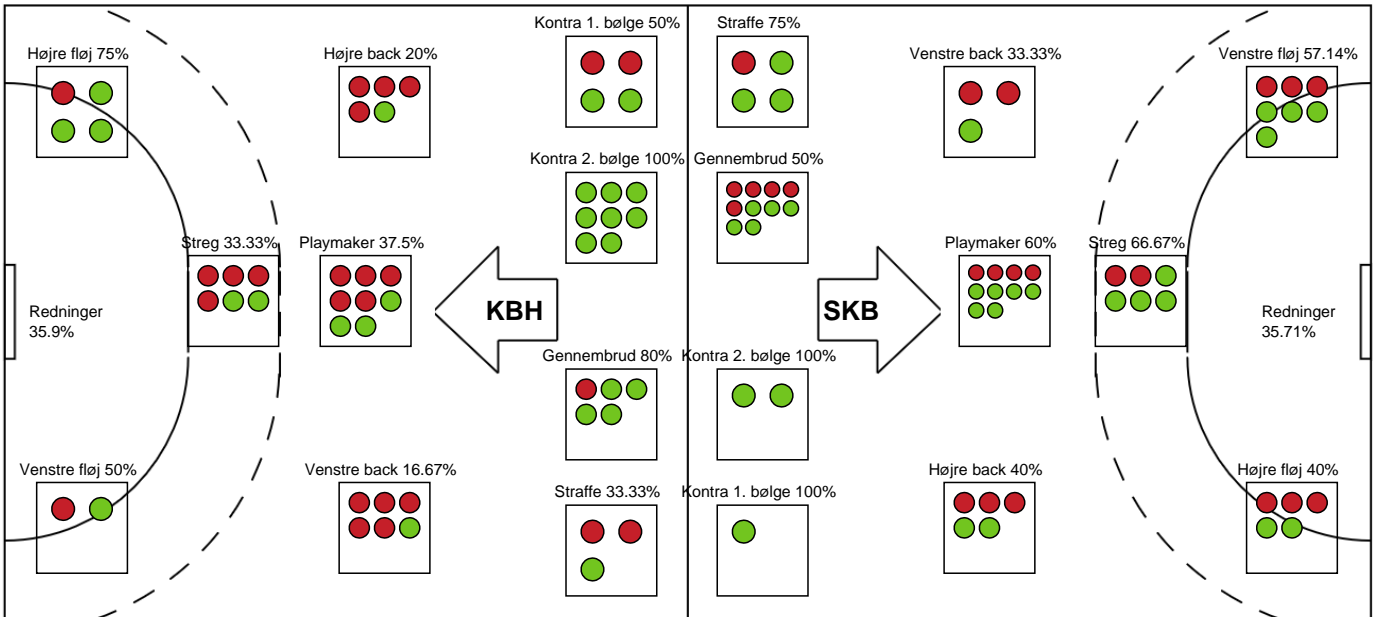 Kontra 1. bølge 50%
Straffe 75%
Højre fløj 75%
Højre back 20%
Venstre back 33.33%
Venstre fløj 57.14%
Kontra 2. bølge 100%
Gennembrud 50%
Streg 33.33%
Playmaker 37.5%
Playmaker 60%
Streg 66.67%
Redninger
35.9%
KBH
SKB
Redninger
35.71%
Gennembrud 80%
Kontra 2. bølge 100%
Venstre fløj 50%
Venstre back 16.67%
Højre back 40%
Højre fløj 40%
Straffe 33.33%
Kontra 1. bølge 100%